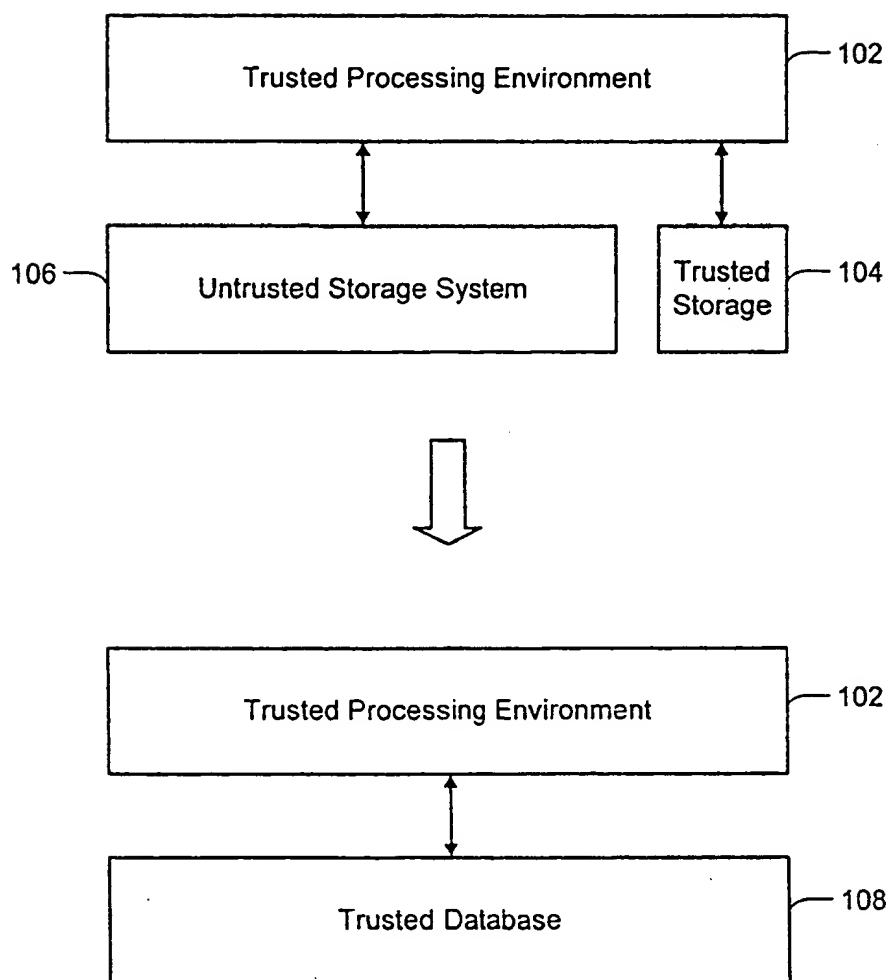 Trusted Processing Environment
102
106
Untrusted Storage System
Trusted
Storage
104
Trusted Processing Environment
102
Trusted Database
108